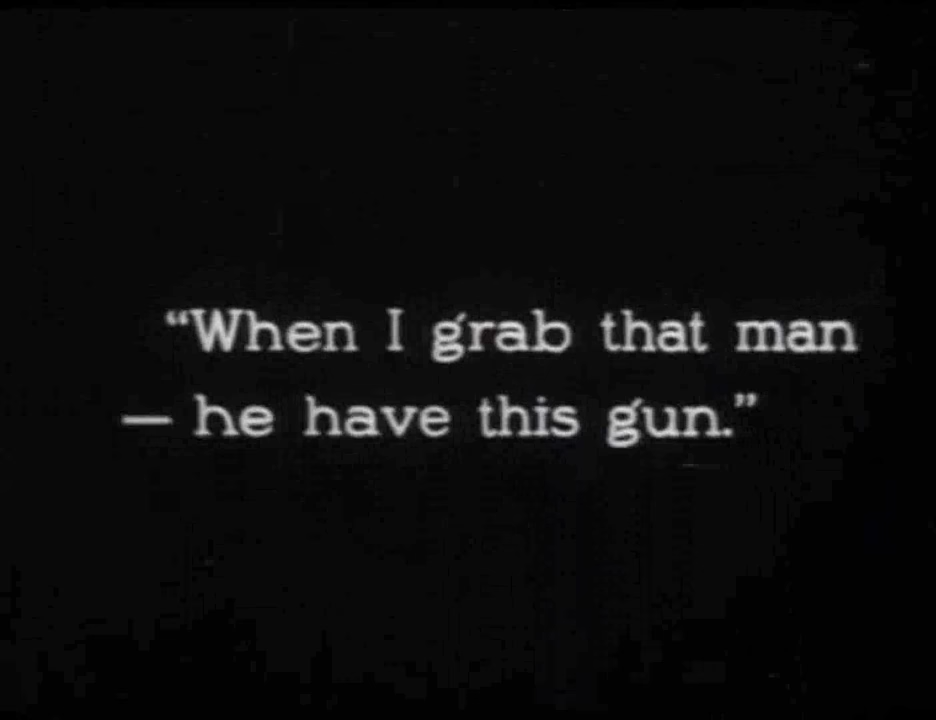 “When I grab that man
— he have this gun.”